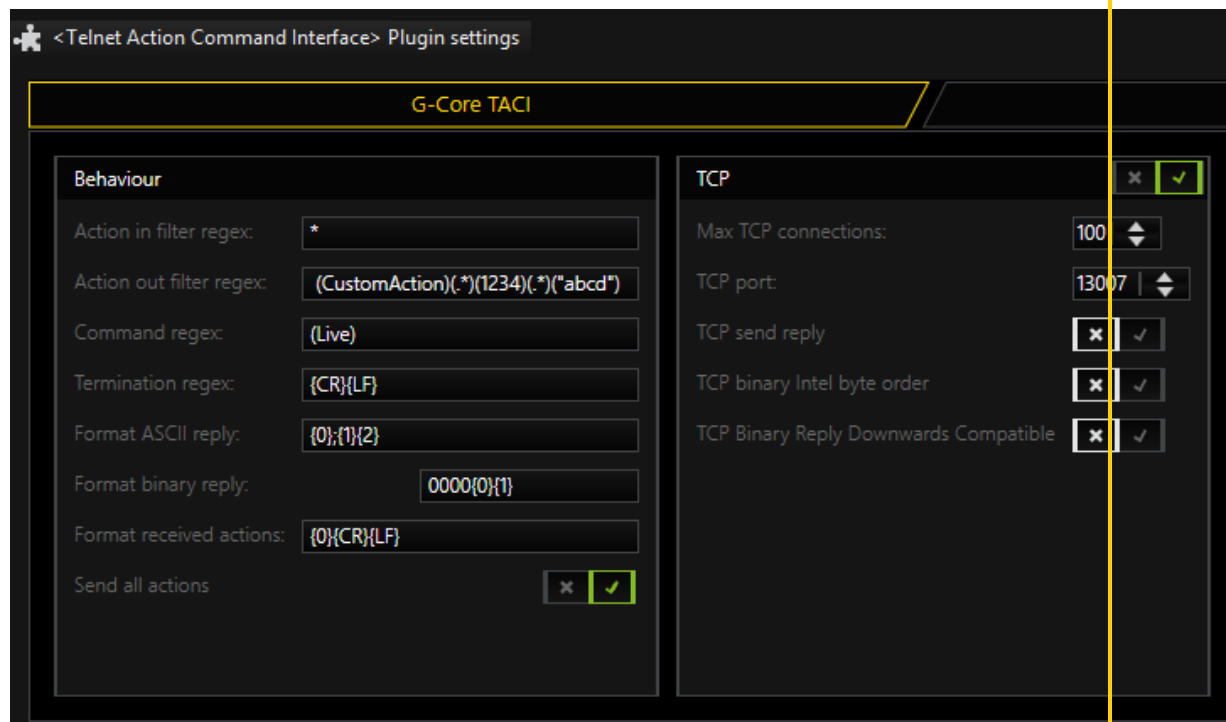 <Telnet Action Command Interface> Plugin settings
G-Core TACI
Behaviour
Action in filter regex: *
Action out filter regex: (CustomAction)(.*)(1234)(.*)("abcd")
Command regex: (Live)
Termination regex: {CR}{LF}
Format ASCII reply: {0};{1}{2}
Format binary reply: 0000{0}{1}
Format received actions: {0}{CR}{LF}
Send all actions
TCP
Max TCP connections: 100
TCP port: 13007
TCP send reply
TCP binary Intel byte order
TCP Binary Reply Downwards Compatible